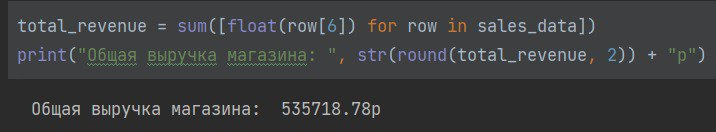 total_revenue = sum([float(row[6]) for row in sales_data])
print("Общая выручка магазина: ", str(round(total_revenue, 2)) + "р")
Общая выручка магазина:  535718.78р